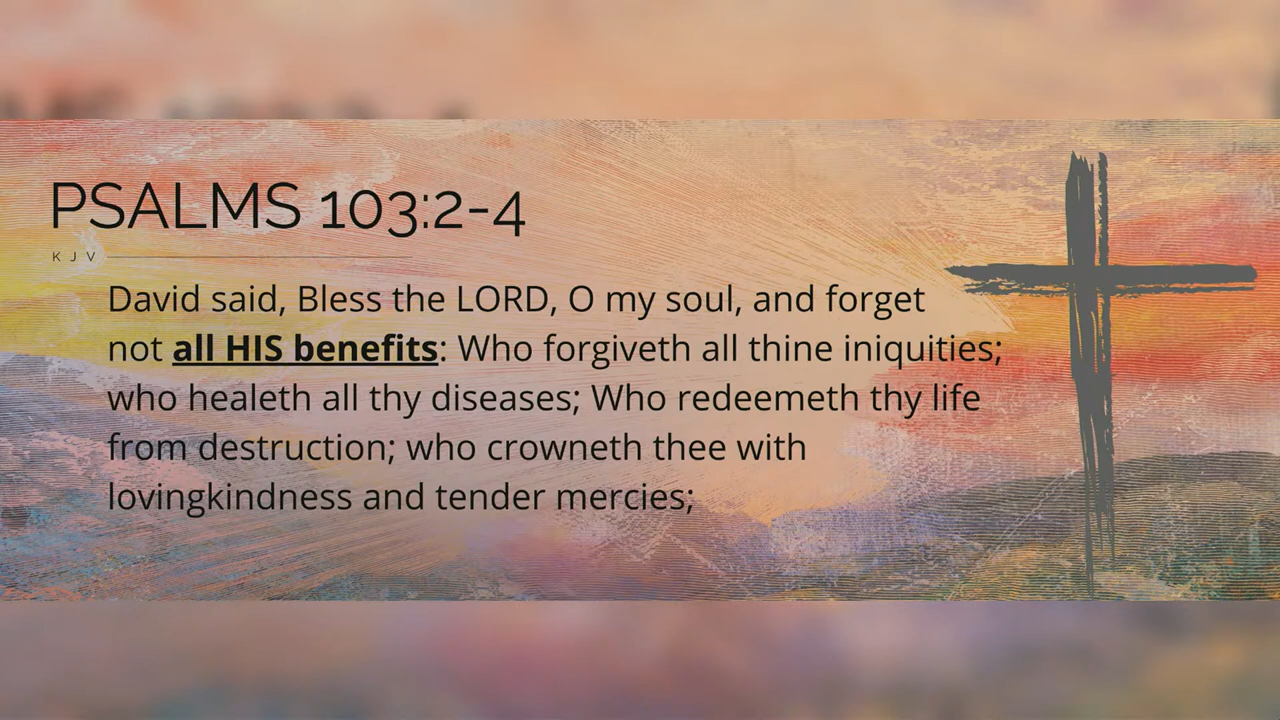 PSALMS 103:2-4
KJV
David said, Bless the LORD, O my soul, and forget
not all HIS benefits: Who forgiveth all thine iniquities;
who healeth all thy diseases; Who redeemeth thy life
from destruction; who crowneth thee with
lovingkindness and tender mercies;